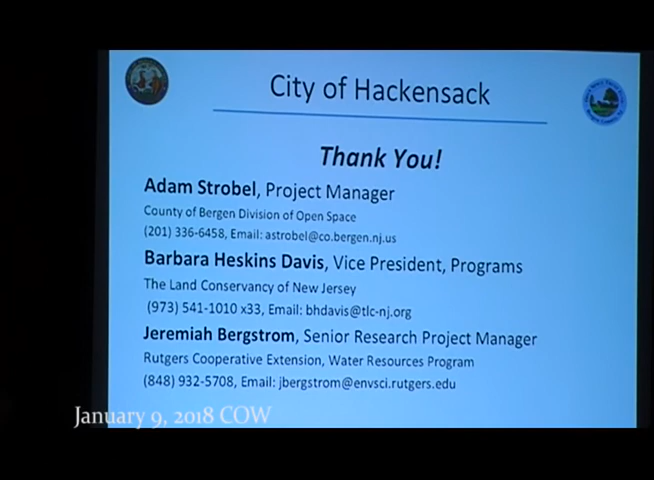 City of Hackensack
Thank You!
Adam Strobel, Project Manager
County of Bergen Division of Open Space
(201) 336-6458, Email: astrobel@co.bergen.nj.us
Barbara Heskins Davis, Vice President, Programs
The Land Conservancy of New Jersey
(973) 541-1010 x33, Email: bhdavis@tlc-nj.org
Jeremiah Bergstrom, Senior Research Project Manager
Rutgers Cooperative Extension, Water Resources Program
(848) 932-5708, Email: jbergstrom@envsci.rutgers.edu
January 9, 2018 COW